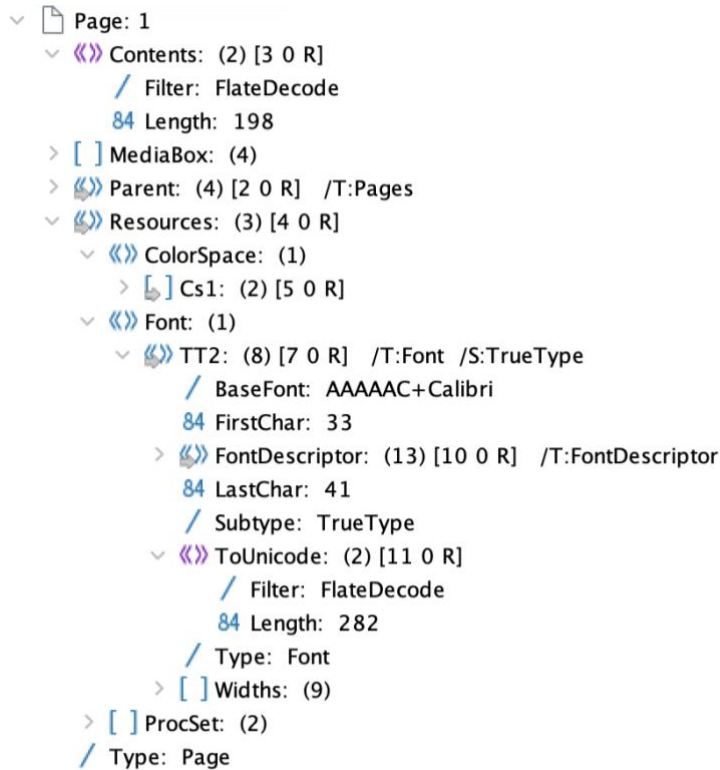 Page: 1
Contents: (2) [3 0 R]
Filter: FlateDecode
84 Length: 198
[ ] MediaBox: (4)
Parent: (4) [2 0 R] /T:Pages
Resources: (3) [4 0 R]
ColorSpace: (1)
[ ] Cs1: (2) [5 0 R]
Font: (1)
TT2: (8) [7 0 R] /T:Font /S:TrueType
/ BaseFont: AAAAAC+Calibri
84 FirstChar: 33
FontDescriptor: (13) [10 0 R] /T:FontDescriptor
84 LastChar: 41
/ Subtype: TrueType
ToUnicode: (2) [11 0 R]
/ Filter: FlateDecode
84 Length: 282
/ Type: Font
[ ] Widths: (9)
[ ] ProcSet: (2)
/ Type: Page